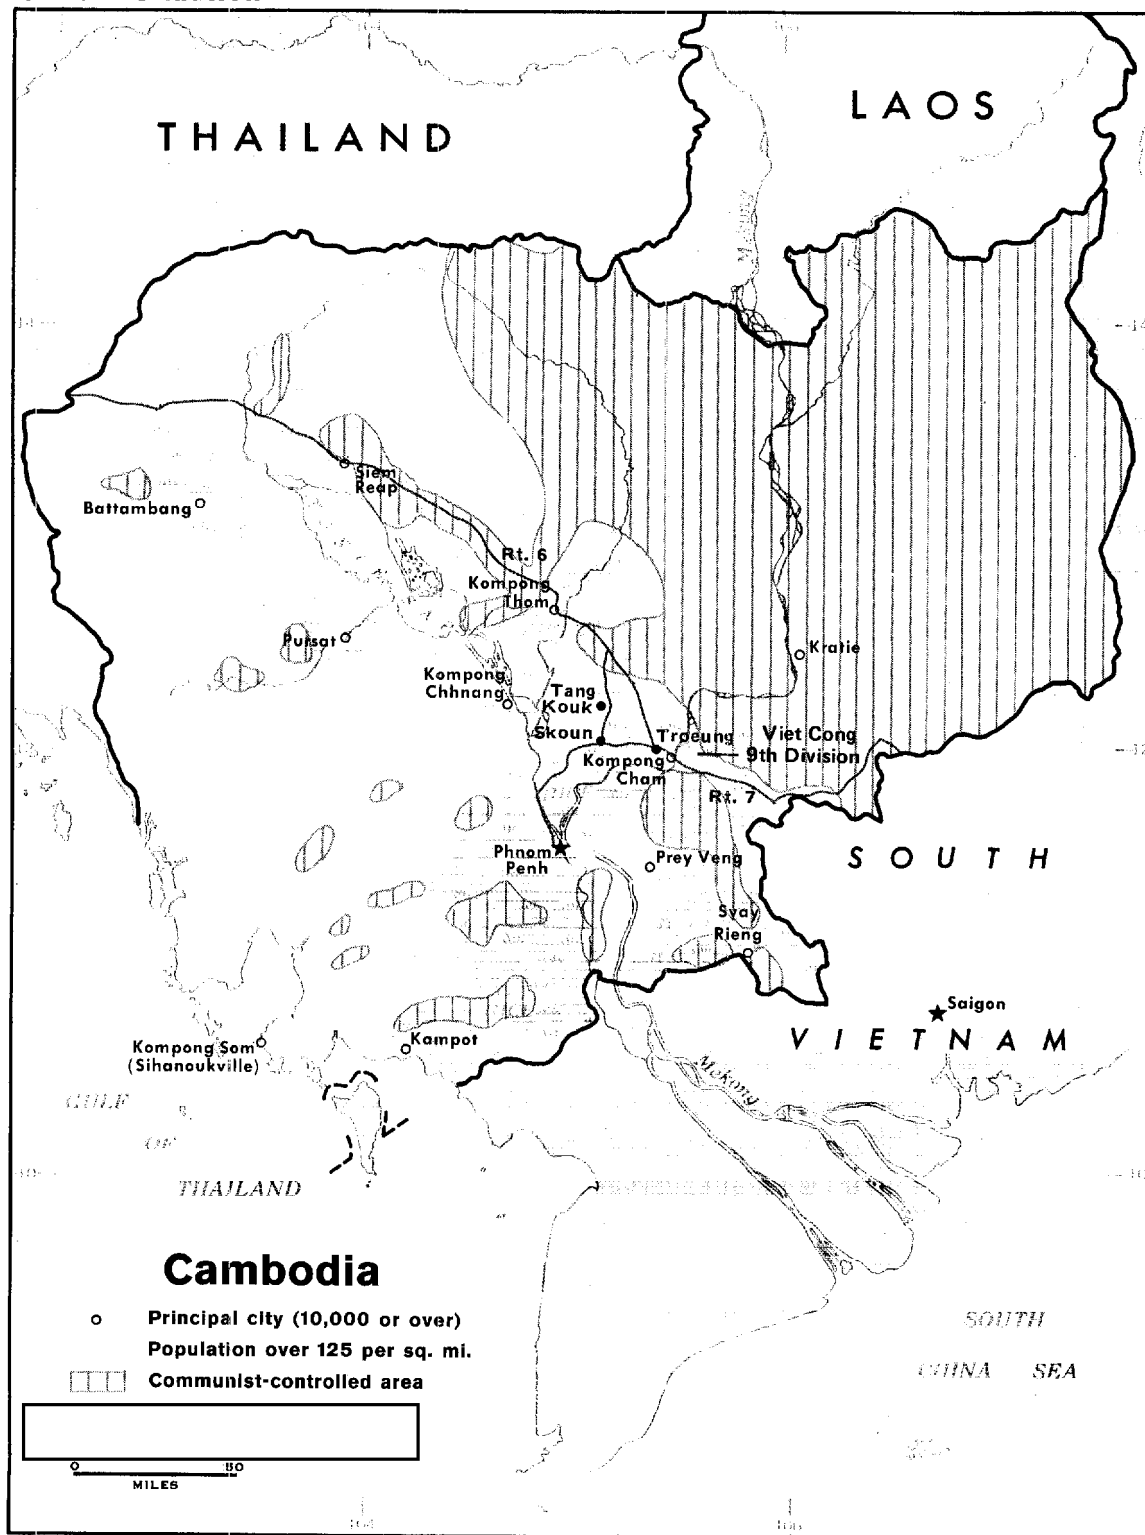 THAILAND
LAOS
Mekong
Siem
Reap
Battambang
Rt. 6
Kompong
Thom
Pursat
Kratie
Kompong
Chhnang
Tang
Kouk
Skoun
Troeung
Viet Cong
9th Division
Kompong
Cham
Rt. 7
Phnom
Penh
Prey Veng
SOUTH
Svay
Rieng
Saigon
VIETNAM
Kompong Som
(Sihanoukville)
Kampot
Mekong
GULF
OF
THAILAND
Cambodia
Principal city (10,000 or over)
Population over 125 per sq. mi.
Communist-controlled area
SOUTH
CHINA SEA
0 50
MILES
104
106